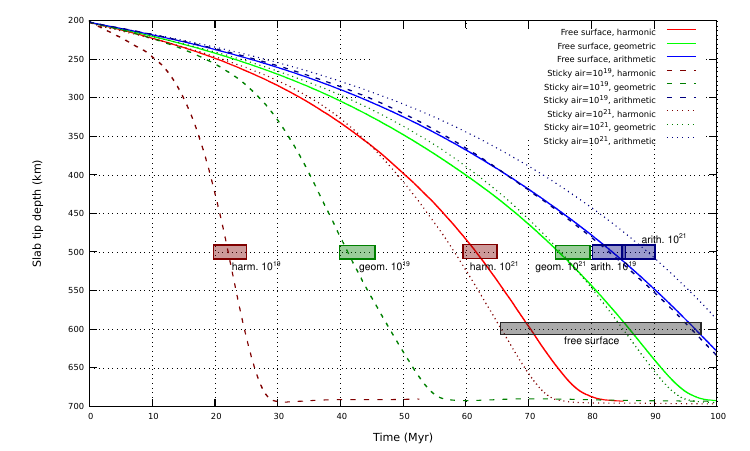 200
250
300
350
400
450
500
550
600
650
700
Slab tip depth (km)
0 10 20 30 40 50 60 70 80 90 100
Time (Myr)
Free surface, harmonic
Free surface, geometric
Free surface, arithmetic
Sticky air=10^19, harmonic
Sticky air=10^19, geometric
Sticky air=10^19, arithmetic
Sticky air=10^21, harmonic
Sticky air=10^21, geometric
Sticky air=10^21, arithmetic
arith. 10^21
harm. 10^19 geom. 10^19 harm. 10^21 geom. 10^21 arith. 10^19
free surface